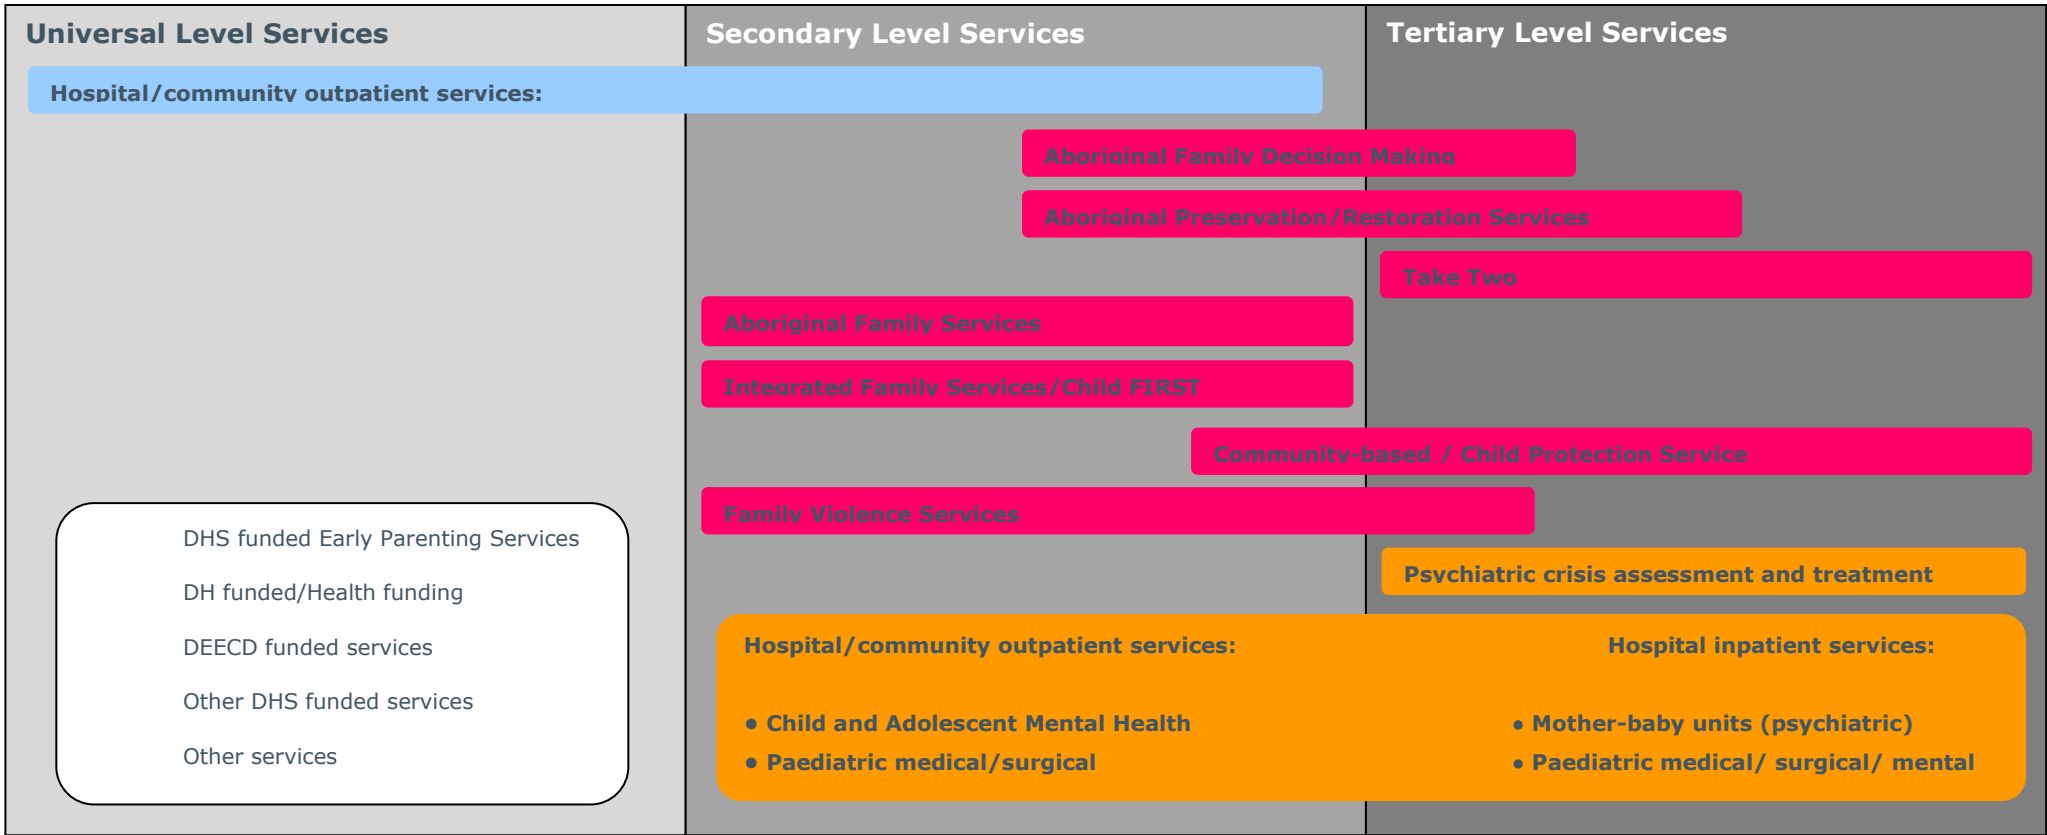 Universal Level Services
Secondary Level Services
Tertiary Level Services
Hospital/community outpatient services:
Aboriginal Family Decision Making
Aboriginal Preservation/Restoration Services
Take Two
Aboriginal Family Services
Integrated Family Services/Child FIRST
Community-based / Child Protection Service
Family Violence Services
DHS funded Early Parenting Services
DH funded/Health funding
DEECD funded services
Other DHS funded services
Other services
Psychiatric crisis assessment and treatment
Hospital/community outpatient services:
• Child and Adolescent Mental Health
• Paediatric medical/surgical
Hospital inpatient services:
• Mother-baby units (psychiatric)
• Paediatric medical/ surgical/ mental